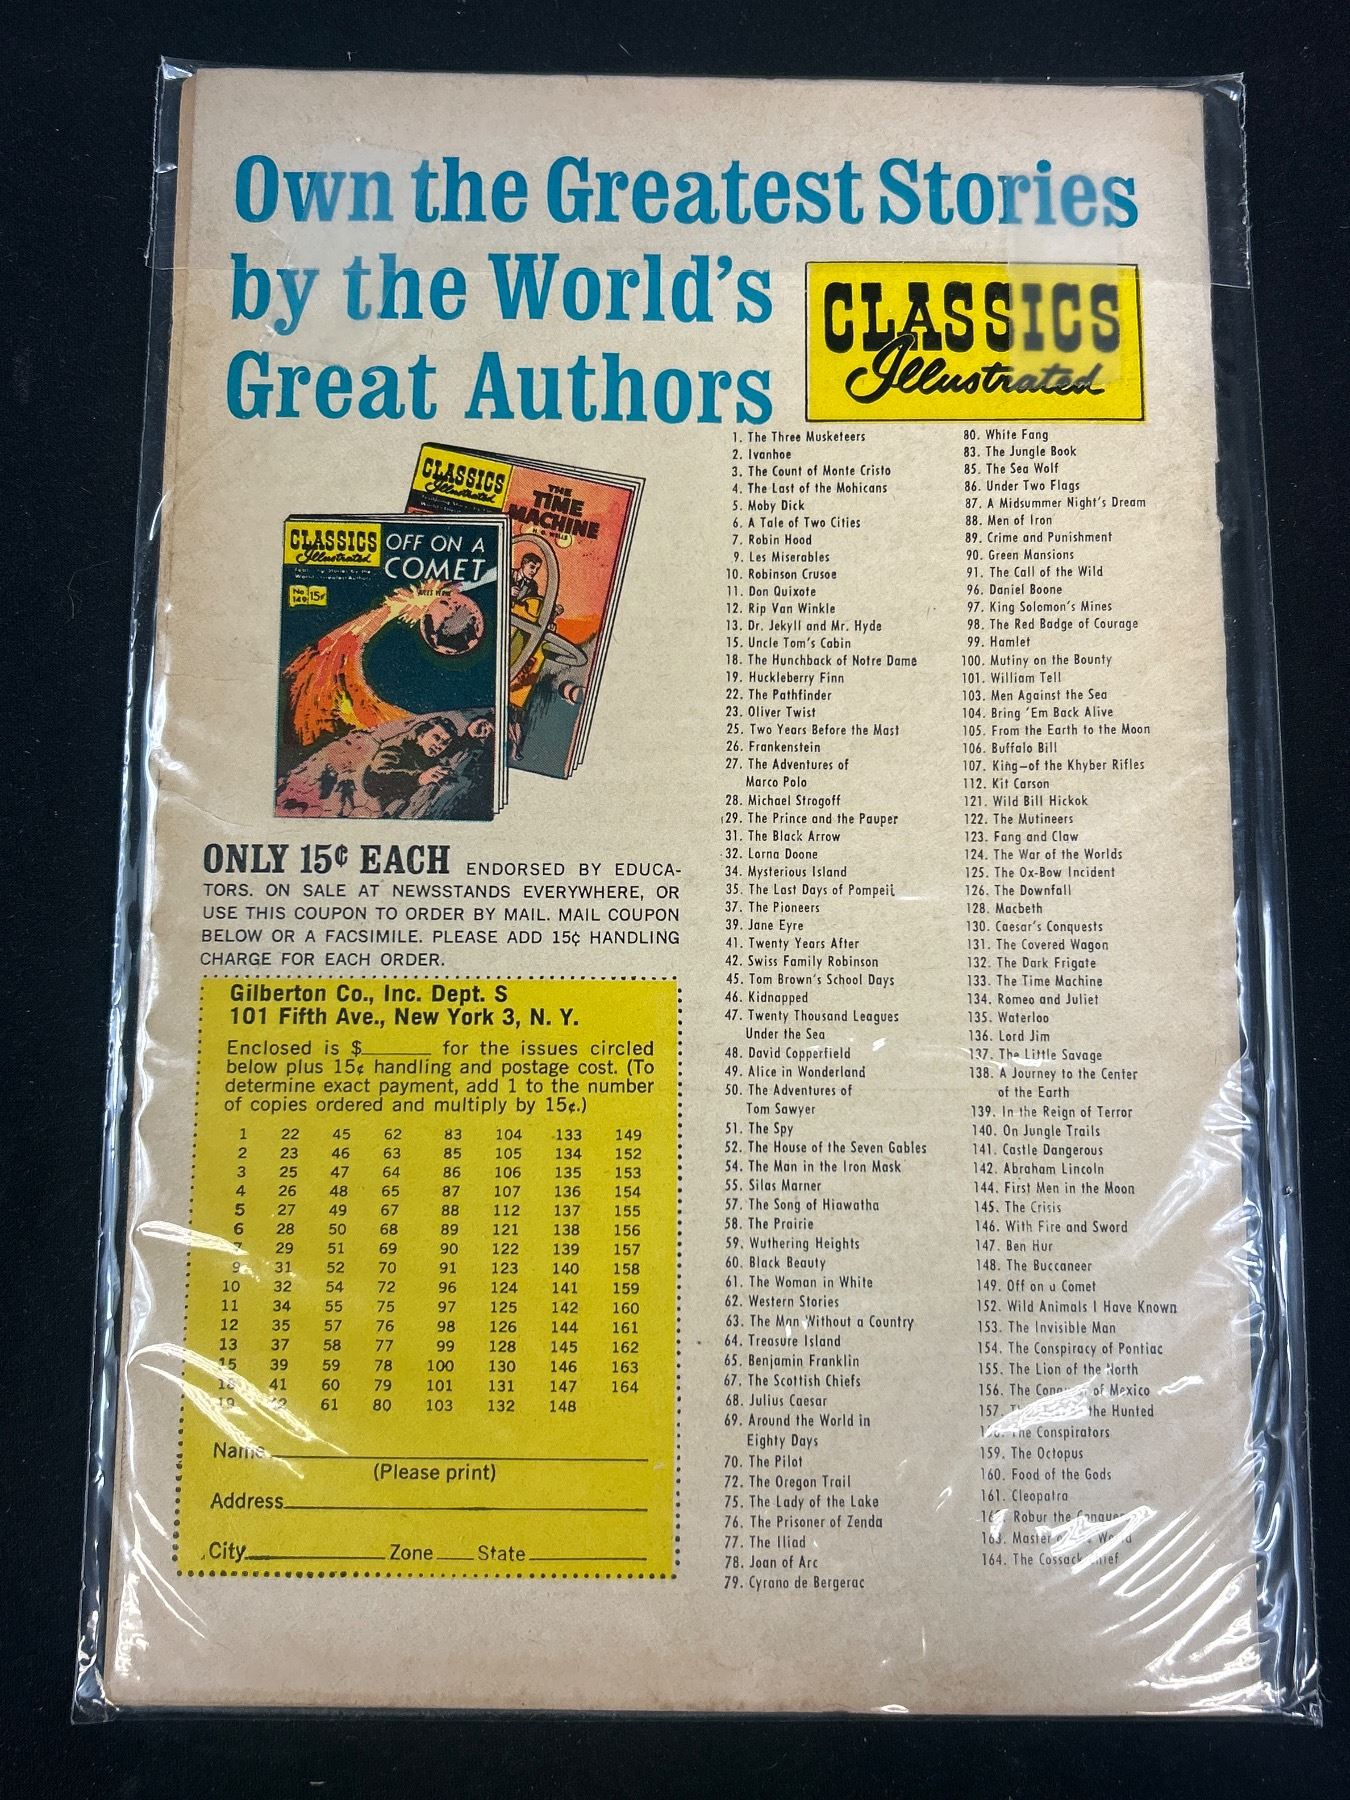 Own the Greatest Stories
by the World's
Great Authors
CLASSICS
Illustrated
CLASSICS
Illustrated
THE
TIME
MACHINE
H. G. WELLS
CLASSICS
Illustrated
OFF ON A
COMET
No
149
15¢
ONLY 15¢ EACH ENDORSED BY EDUCA-
TORS. ON SALE AT NEWSSTANDS EVERYWHERE, OR
USE THIS COUPON TO ORDER BY MAIL. MAIL COUPON
BELOW OR A FACSIMILE. PLEASE ADD 15¢ HANDLING
CHARGE FOR EACH ORDER.
Gilberton Co., Inc. Dept. S
101 Fifth Ave., New York 3, N. Y.
Enclosed is $______ for the issues circled
below plus 15¢ handling and postage cost. (To
determine exact payment, add 1 to the number
of copies ordered and multiply by 15¢.)
1 22 45 62 83 104 133 149
2 23 46 63 85 105 134 152
3 25 47 64 86 106 135 153
4 26 48 65 87 107 136 154
5 27 49 67 88 112 137 155
6 28 50 68 89 121 138 156
7 29 51 69 90 122 139 157
9 31 52 70 91 123 140 158
10 32 54 72 96 124 141 159
11 34 55 75 97 125 142 160
12 35 57 76 98 126 144 161
13 37 58 77 99 128 145 162
15 39 59 78 100 130 146 163
18 41 60 79 101 131 147 164
19 42 61 80 103 132 148
Name
(Please print)
Address
City Zone State
1. The Three Musketeers
2. Ivanhoe
3. The Count of Monte Cristo
4. The Last of the Mohicans
5. Moby Dick
6. A Tale of Two Cities
7. Robin Hood
9. Les Miserables
10. Robinson Crusoe
11. Don Quixote
12. Rip Van Winkle
13. Dr. Jekyll and Mr. Hyde
15. Uncle Tom's Cabin
18. The Hunchback of Notre Dame
19. Huckleberry Finn
22. The Pathfinder
23. Oliver Twist
25. Two Years Before the Mast
26. Frankenstein
27. The Adventures of
Marco Polo
28. Michael Strogoff
29. The Prince and the Pauper
31. The Black Arrow
32. Lorna Doone
34. Mysterious Island
35. The Last Days of Pompeii
37. The Pioneers
39. Jane Eyre
41. Twenty Years After
42. Swiss Family Robinson
45. Tom Brown's School Days
46. Kidnapped
47. Twenty Thousand Leagues
Under the Sea
48. David Copperfield
49. Alice in Wonderland
50. The Adventures of
Tom Sawyer
51. The Spy
52. The House of the Seven Gables
54. The Man in the Iron Mask
55. Silas Marner
57. The Song of Hiawatha
58. The Prairie
59. Wuthering Heights
60. Black Beauty
61. The Woman in White
62. Western Stories
63. The Man Without a Country
64. Treasure Island
65. Benjamin Franklin
67. The Scottish Chiefs
68. Julius Caesar
69. Around the World in
Eighty Days
70. The Pilot
72. The Oregon Trail
75. The Lady of the Lake
76. The Prisoner of Zenda
77. The Iliad
78. Joan of Arc
79. Cyrano de Bergerac
80. White Fang
83. The Jungle Book
85. The Sea Wolf
86. Under Two Flags
87. A Midsummer Night's Dream
88. Men of Iron
89. Crime and Punishment
90. Green Mansions
91. The Call of the Wild
96. Daniel Boone
97. King Solomon's Mines
98. The Red Badge of Courage
99. Hamlet
100. Mutiny on the Bounty
101. William Tell
103. Men Against the Sea
104. Bring 'Em Back Alive
105. From the Earth to the Moon
106. Buffalo Bill
107. King—of the Khyber Rifles
112. Kit Carson
121. Wild Bill Hickok
122. The Mutineers
123. Fang and Claw
124. The War of the Worlds
125. The Ox-Bow Incident
126. The Downfall
128. Macbeth
130. Caesar's Conquests
131. The Covered Wagon
132. The Dark Frigate
133. The Time Machine
134. Romeo and Juliet
135. Waterloo
136. Lord Jim
137. The Little Savage
138. A Journey to the Center
of the Earth
139. In the Reign of Terror
140. On Jungle Trails
141. Castle Dangerous
142. Abraham Lincoln
144. First Men in the Moon
145. The Crisis
146. With Fire and Sword
147. Ben Hur
148. The Buccaneer
149. Off on a Comet
152. Wild Animals I Have Known
153. The Invisible Man
154. The Conspiracy of Pontiac
155. The Lion of the North
156. The of Mexico
157. the Hunted
The Conspirators
159. The Octopus
160. Food of the Gods
161. Cleopatra
Robur the
163. Master World
164. The Cossack